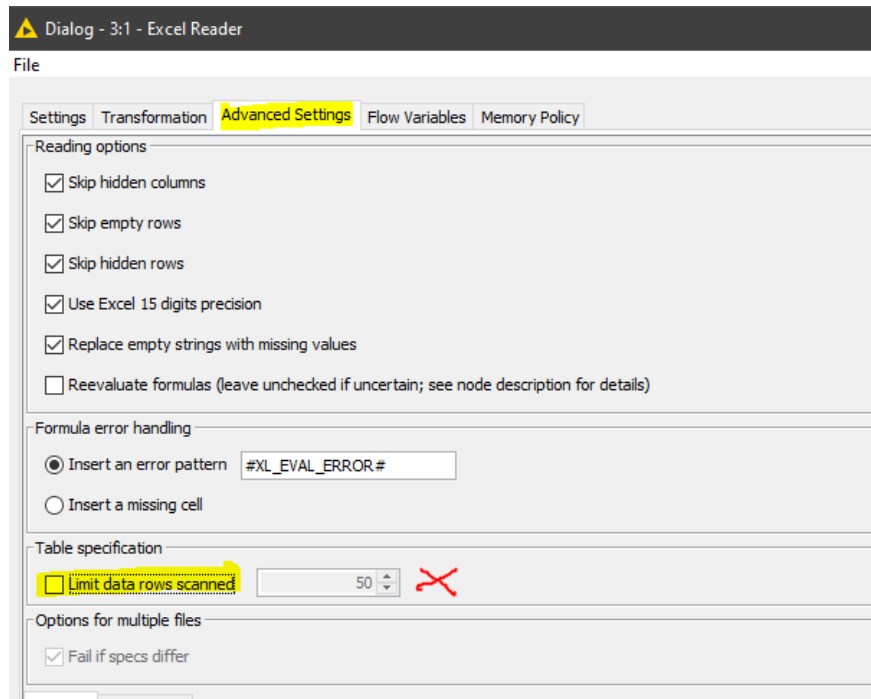 Dialog - 3:1 - Excel Reader
File
Settings Transformation Advanced Settings Flow Variables Memory Policy
Reading options
Skip hidden columns
Skip empty rows
Skip hidden rows
Use Excel 15 digits precision
Replace empty strings with missing values
Reevaluate formulas (leave unchecked if uncertain; see node description for details)
Formula error handling
Insert an error pattern #XL_EVAL_ERROR#
Insert a missing cell
Table specification
Limit data rows scanned 50
Options for multiple files
Fail if specs differ